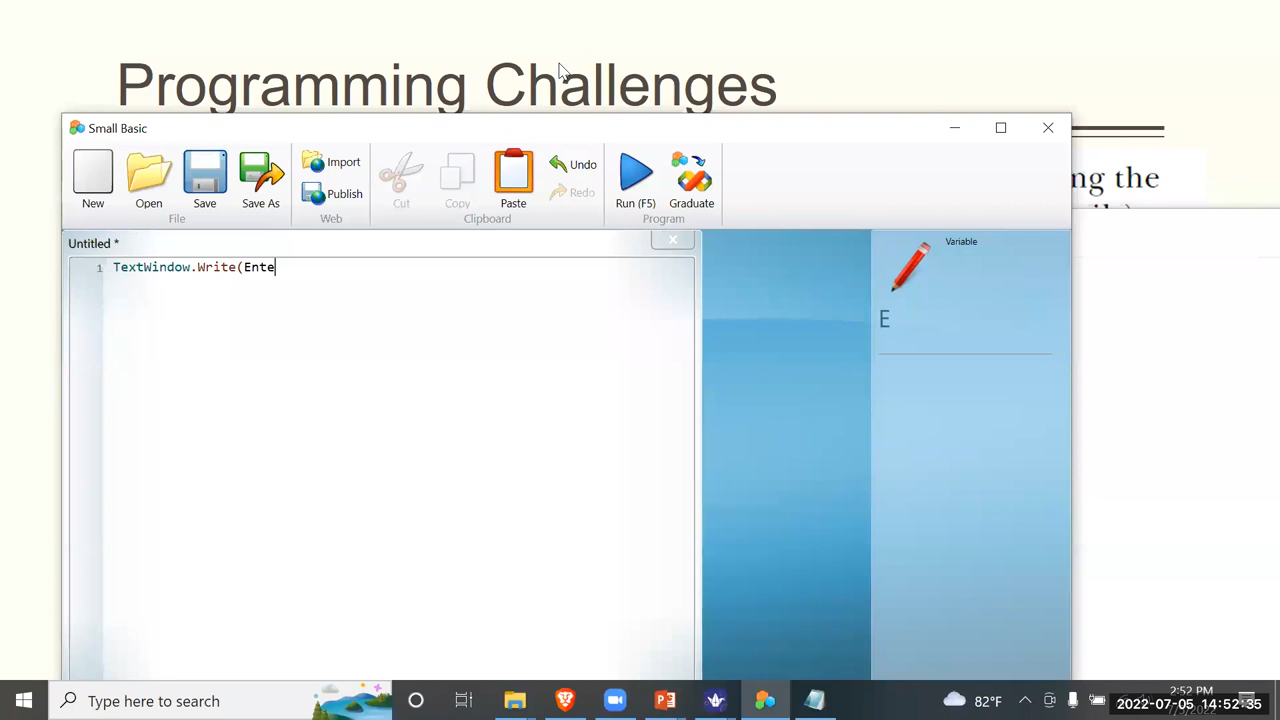 Programming Challenges
Small Basic
ng the
New
Open
Save
Save As
Import
Publish
Cut
Copy
Paste
Undo
Redo
Run (F5)
Graduate
File
Web
Clipboard
Program
Untitled *
Variable
1 TextWindow.Write(Ente
E
Type here to search
82°F
2:52 PM
2022-07-05 14:52:35